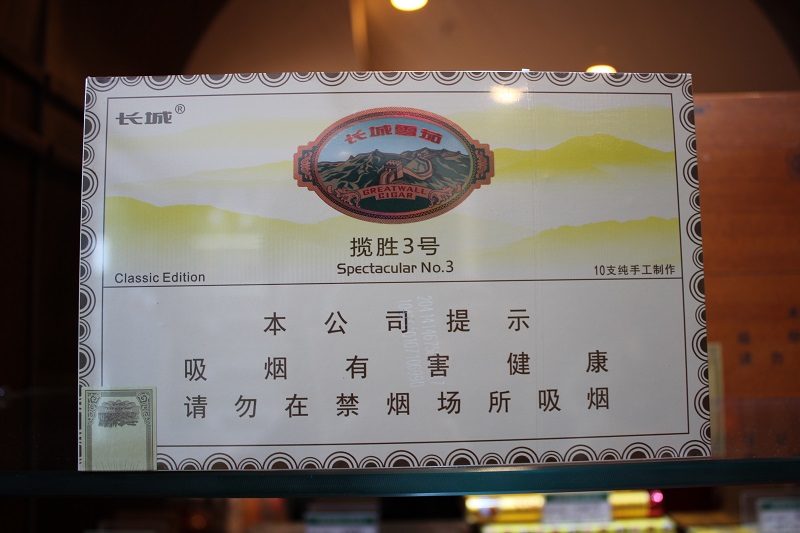 长城®
长城雪茄
GREATWALL
CIGAR
揽胜3号
Spectacular No.3
Classic Edition
10支纯手工制作
本公司提示
吸烟有害健康
请勿在禁烟场所吸烟